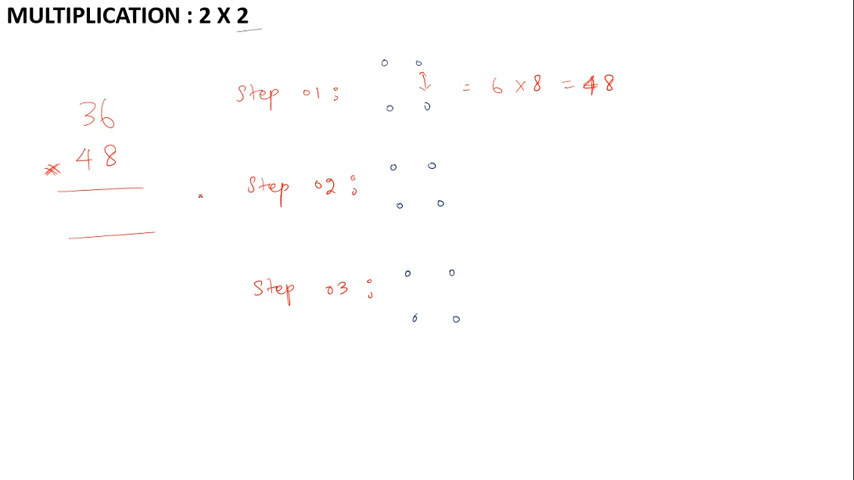 MULTIPLICATION : 2 X 2
Step 01 : = 6 × 8 = 48
36
* 48
Step 02 :
Step 03 :